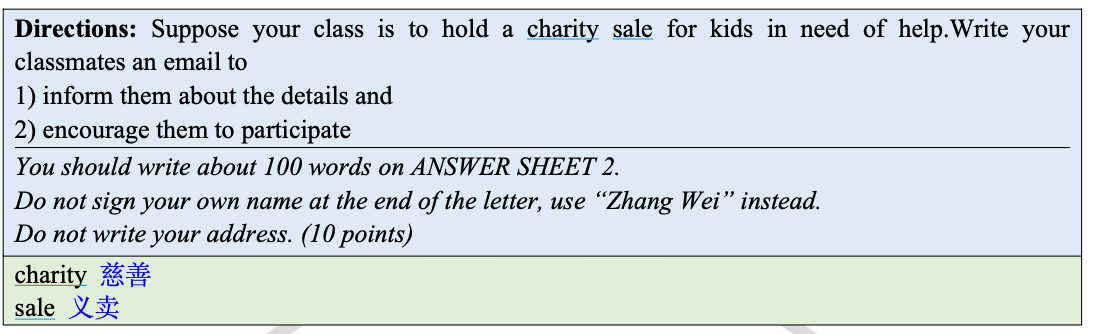 Directions: Suppose your class is to hold a charity sale for kids in need of help.Write your
classmates an email to
1) inform them about the details and
2) encourage them to participate
You should write about 100 words on ANSWER SHEET 2.
Do not sign your own name at the end of the letter, use “Zhang Wei” instead.
Do not write your address. (10 points)
charity 慈善
sale 义卖